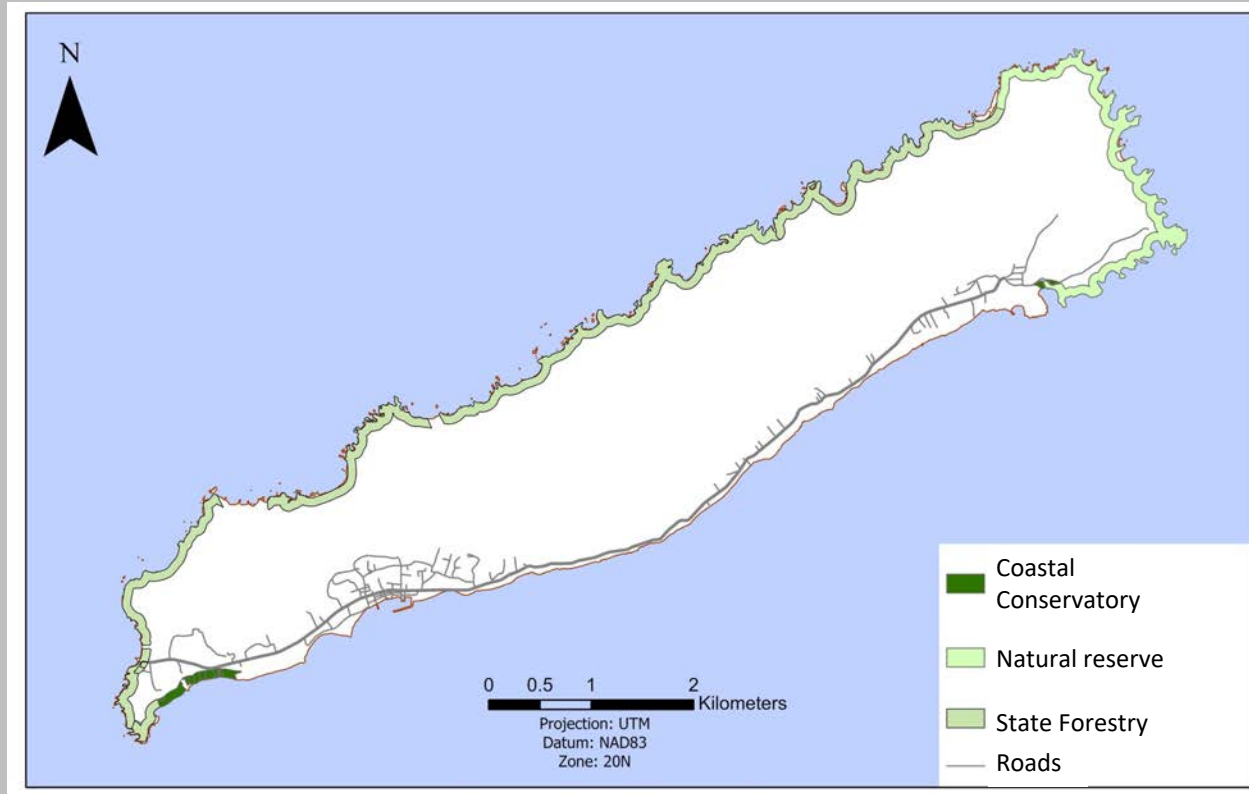 N
0 0.5 1 2
Kilometers
Projection: UTM
Datum: NAD83
Zone: 20N
Coastal
Conservatory
Natural reserve
State Forestry
Roads